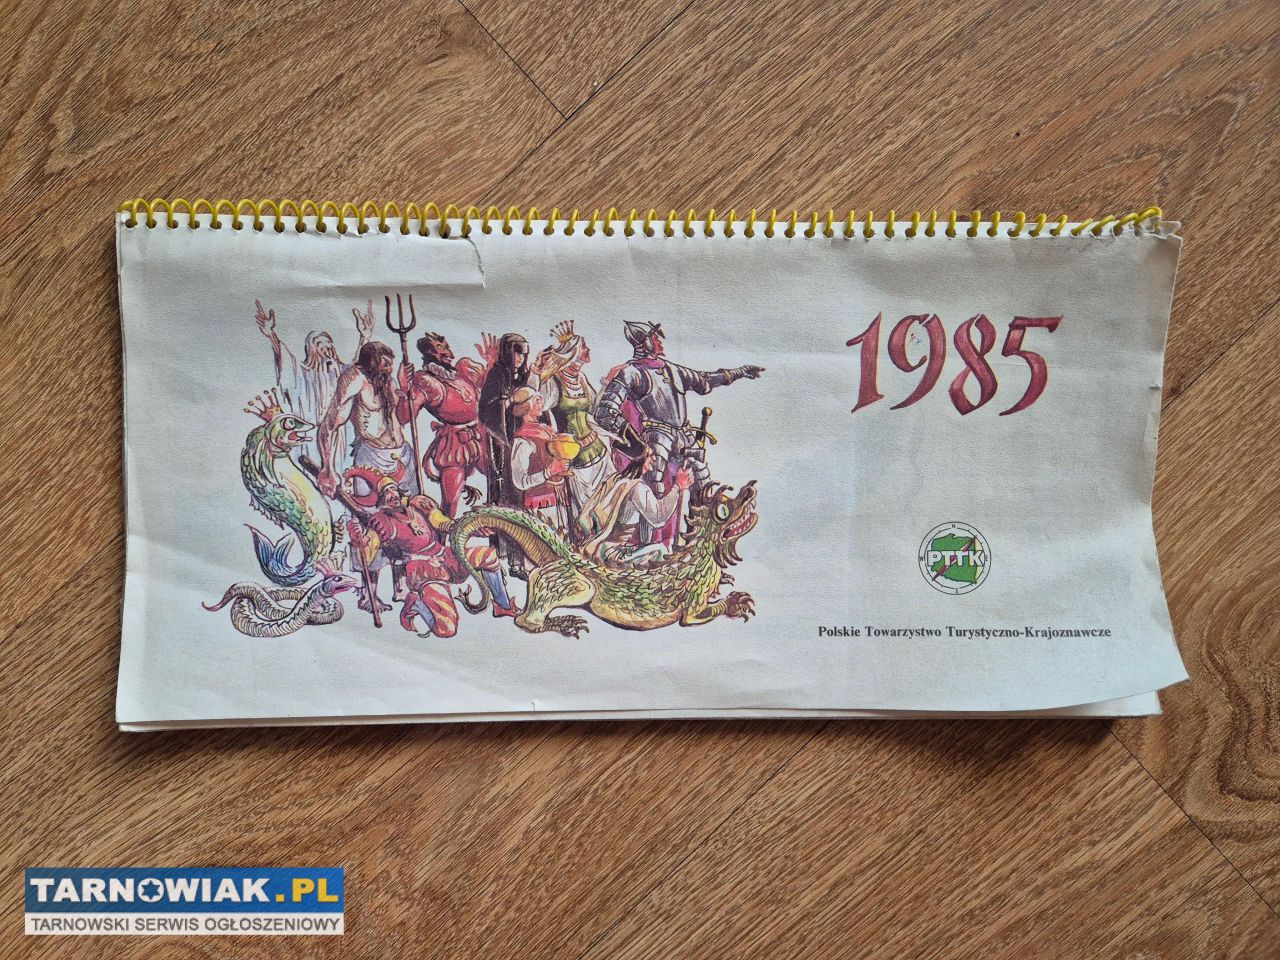 1985
N
W
PTTK
E
S
Polskie Towarzystwo Turystyczno-Krajoznawcze
TARNOWIAK.PL
TARNOWSKI SERWIS OGŁOSZENIOWY